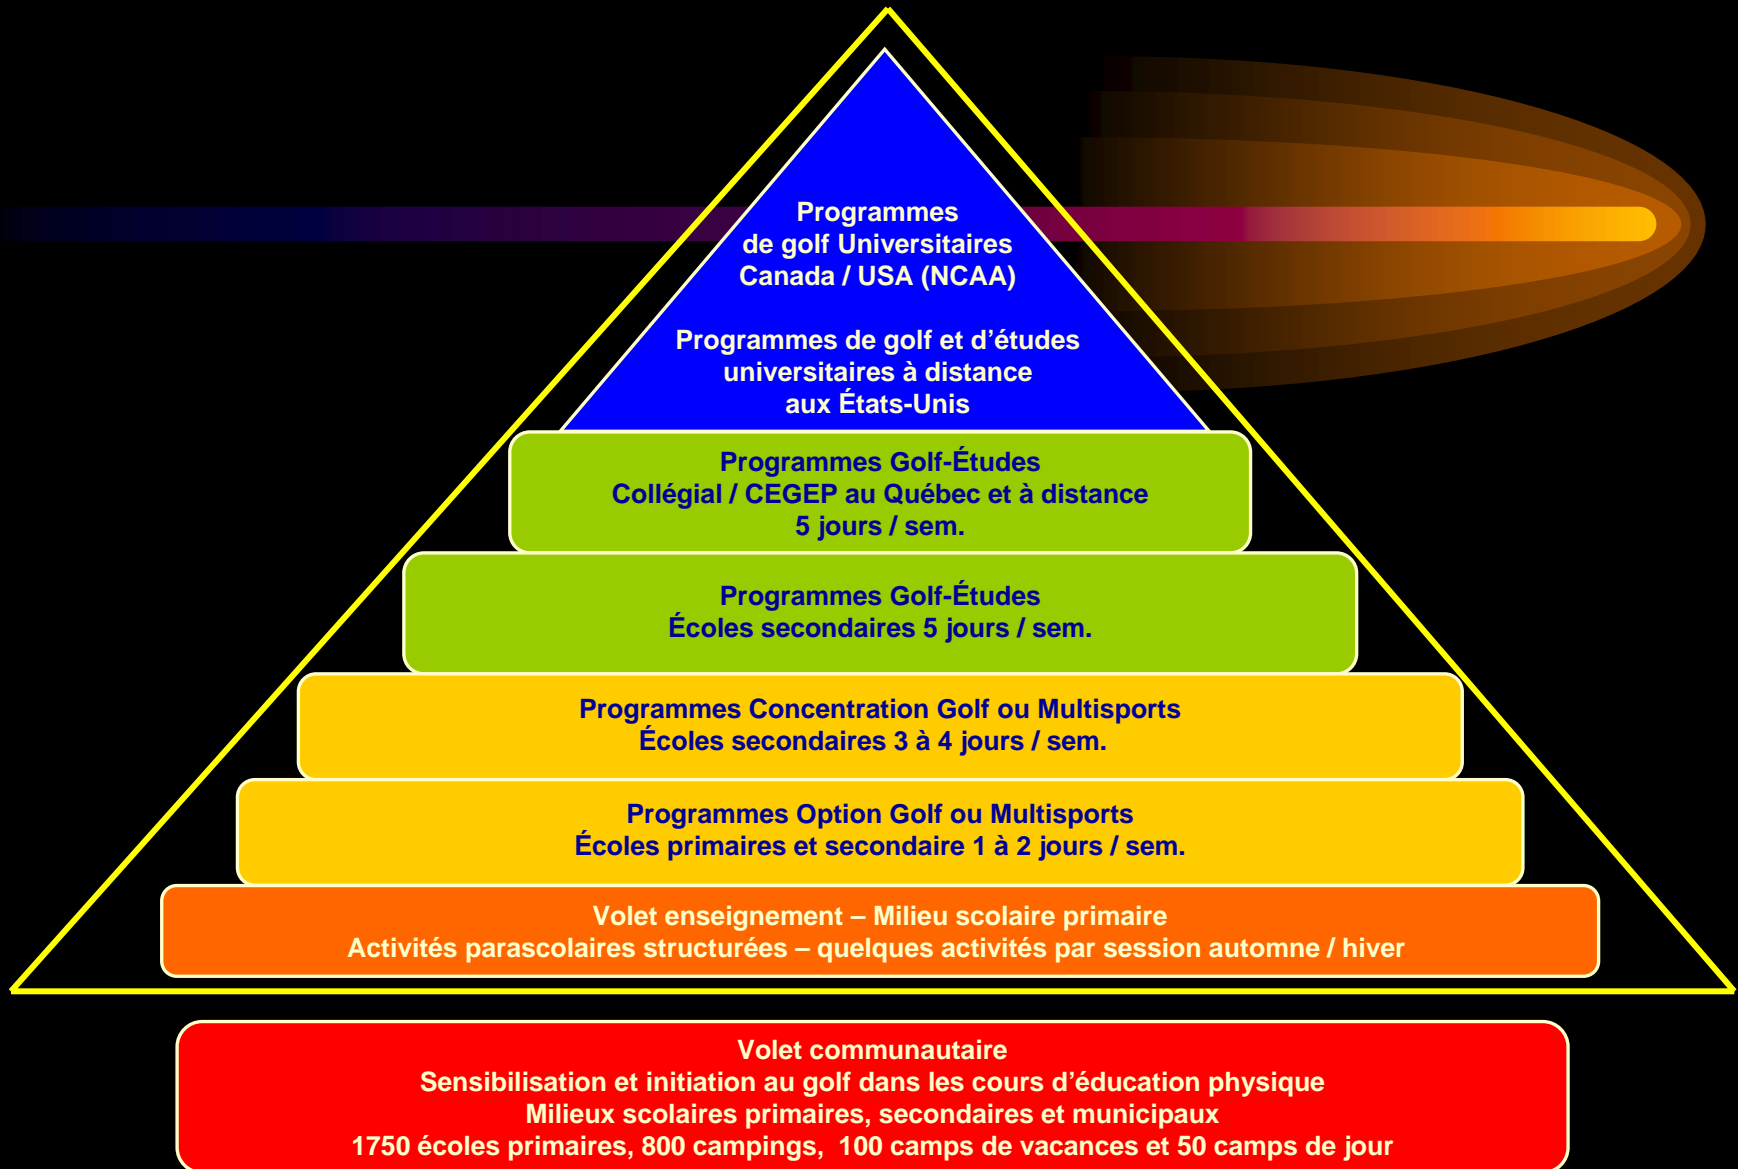 Programmes
de golf Universitaires
Canada / USA (NCAA)
Programmes de golf et d’études
universitaires à distance
aux États-Unis
Programmes Golf-Études
Collégial / CEGEP au Québec et à distance
5 jours / sem.
Programmes Golf-Études
Écoles secondaires 5 jours / sem.
Programmes Concentration Golf ou Multisports
Écoles secondaires 3 à 4 jours / sem.
Programmes Option Golf ou Multisports
Écoles primaires et secondaire 1 à 2 jours / sem.
Volet enseignement – Milieu scolaire primaire
Activités parascolaires structurées – quelques activités par session automne / hiver
Volet communautaire
Sensibilisation et initiation au golf dans les cours d’éducation physique
Milieux scolaires primaires, secondaires et municipaux
1750 écoles primaires, 800 campings, 100 camps de vacances et 50 camps de jour